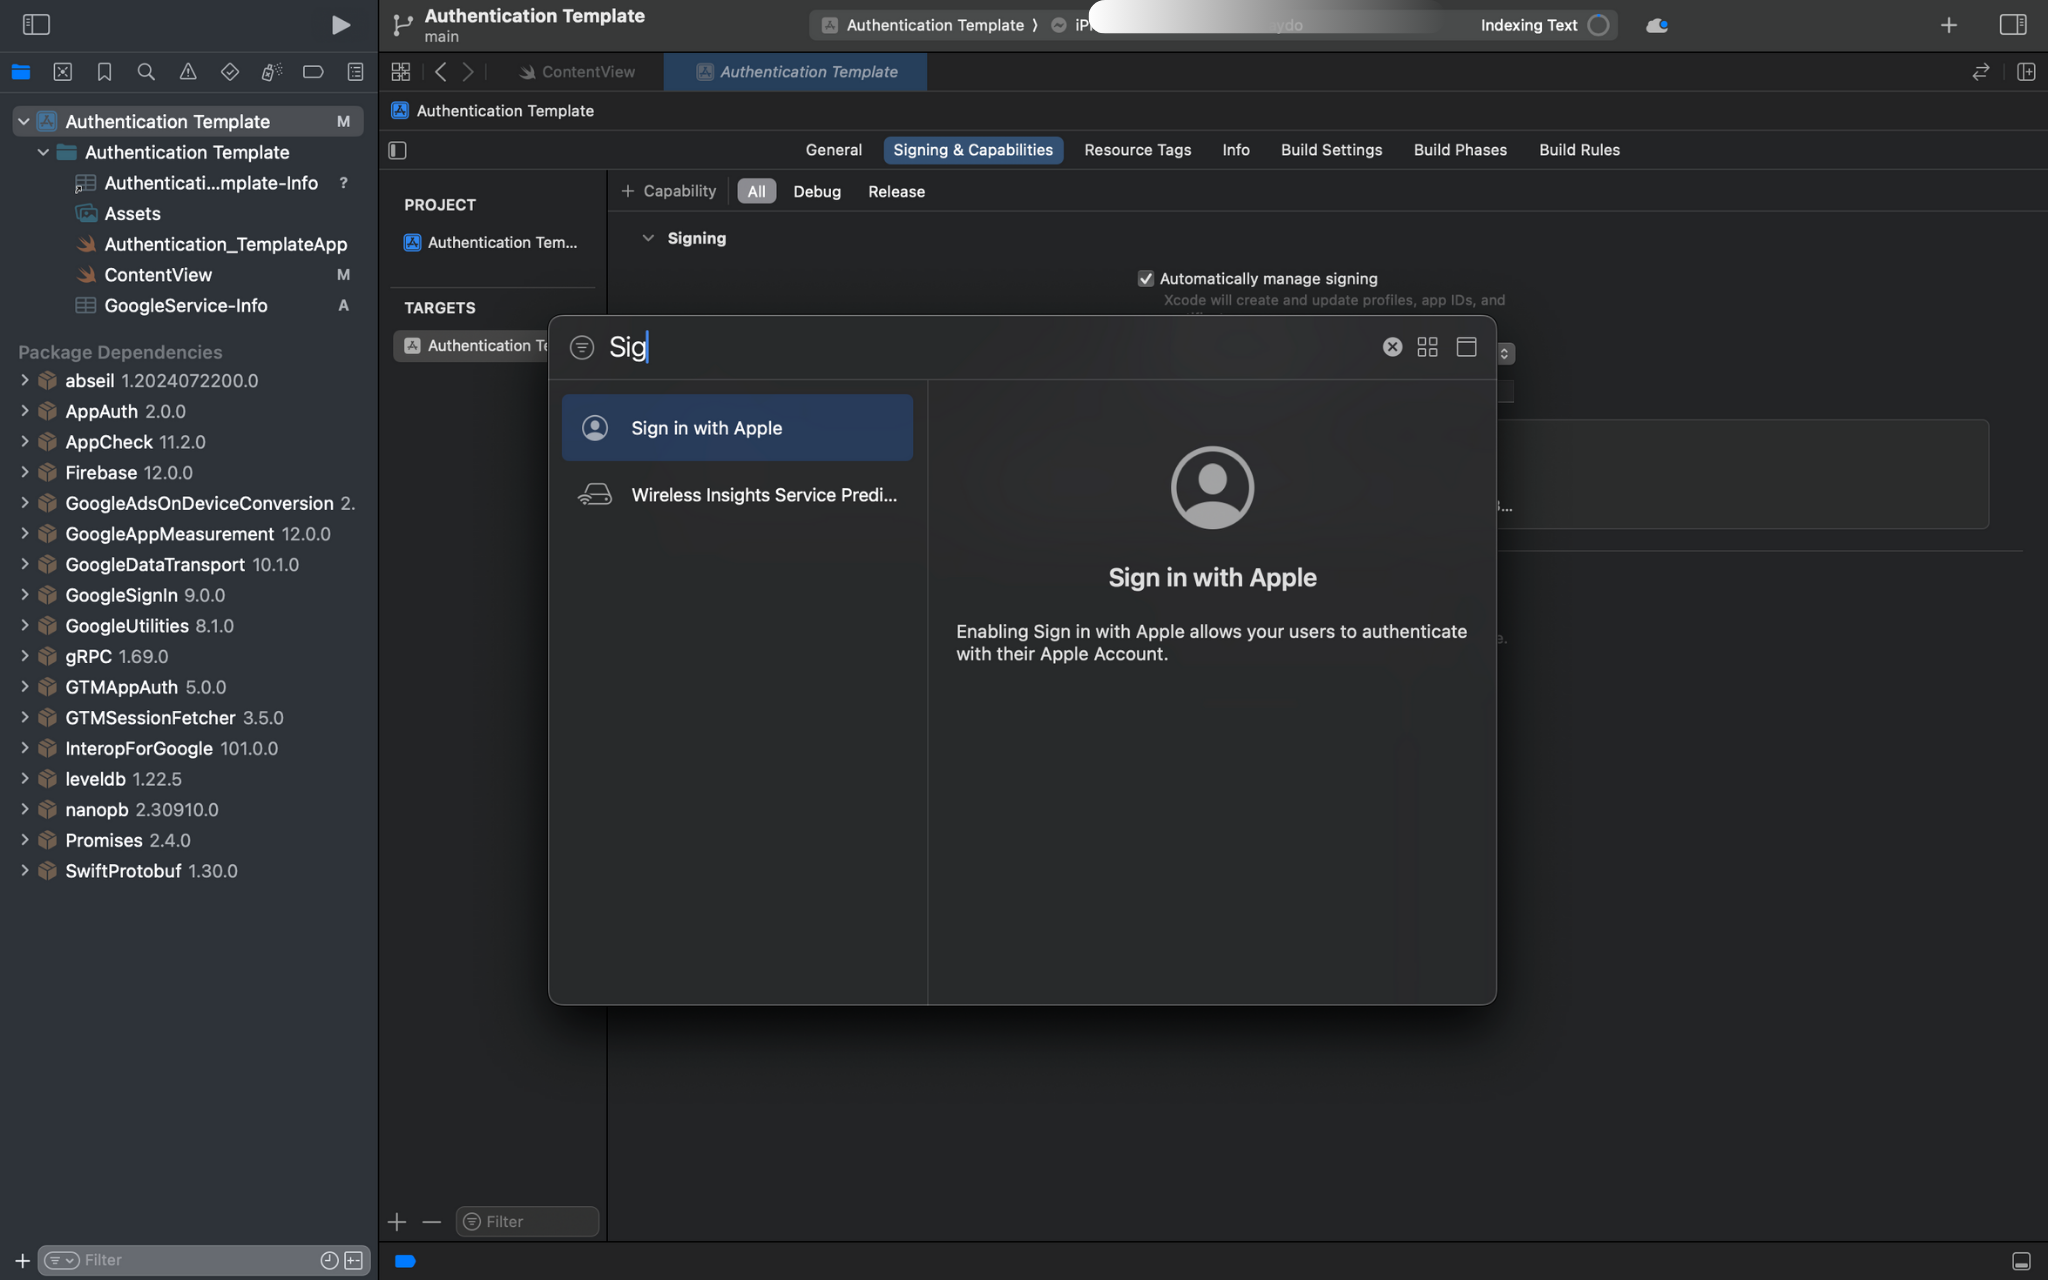 Authentication Template
main
Authentication Template
Indexing Text
ContentView
Authentication Template
Authentication Template
General
Signing & Capabilities
Resource Tags
Info
Build Settings
Build Phases
Build Rules
Capability
All
Debug
Release
Authentication Template M
Authentication Template
Authenticati...mplate-Info ?
Assets
Authentication_TemplateApp
ContentView M
GoogleService-Info A
Package Dependencies
abseil 1.2024072200.0
AppAuth 2.0.0
AppCheck 11.2.0
Firebase 12.0.0
GoogleAdsOnDeviceConversion 2.
GoogleAppMeasurement 12.0.0
GoogleDataTransport 10.1.0
GoogleSignIn 9.0.0
GoogleUtilities 8.1.0
gRPC 1.69.0
GTMAppAuth 5.0.0
GTMSessionFetcher 3.5.0
InteropForGoogle 101.0.0
leveldb 1.22.5
nanopb 2.30910.0
Promises 2.4.0
SwiftProtobuf 1.30.0
Filter
PROJECT
Authentication Tem...
TARGETS
Authentication Te
Filter
Signing
Automatically manage signing
Xcode will create and update profiles, app IDs, and
Sig
Sign in with Apple
Wireless Insights Service Predi...
Sign in with Apple
Enabling Sign in with Apple allows your users to authenticate
with their Apple Account.